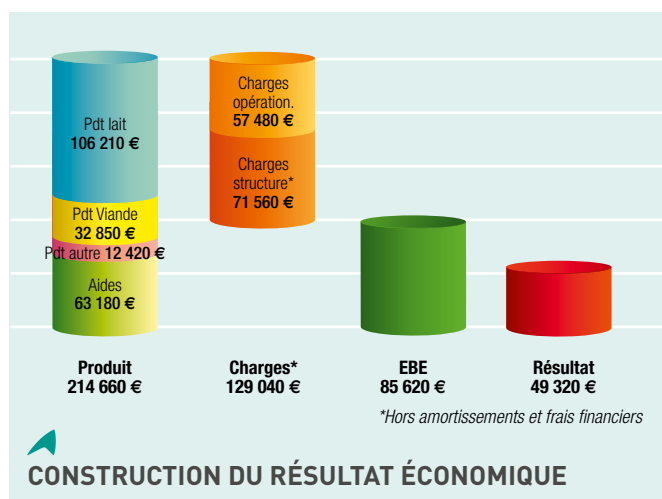 Pdt lait
106 210 €
Pdt Viande
32 850 €
Pdt autre 12 420 €
Aides
63 180 €
Charges
opération.
57 480 €
Charges
structure*
71 560 €
Produit
214 660 €
Charges*
129 040 €
EBE
85 620 €
Résultat
49 320 €
*Hors amortissements et frais financiers
CONSTRUCTION DU RÉSULTAT ÉCONOMIQUE